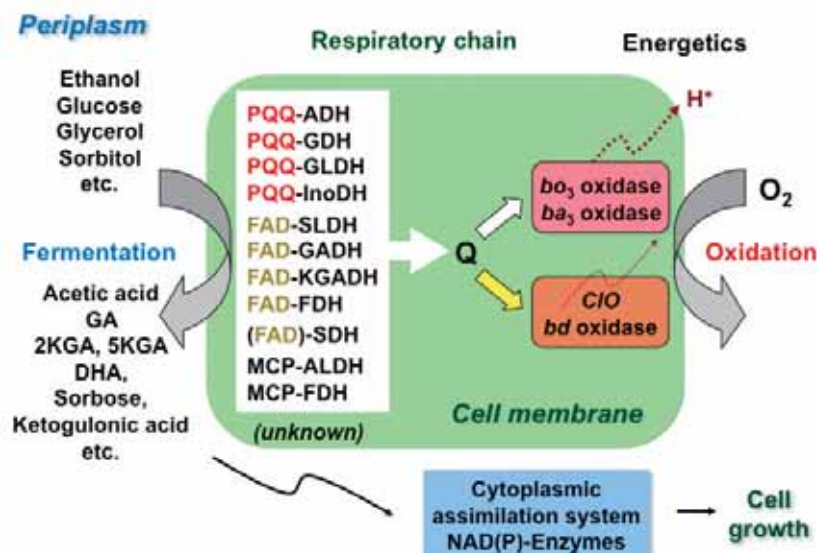 Periplasm
Respiratory chain
Energetics
Ethanol
Glucose
Glycerol
Sorbitol
etc.
Fermentation
Acetic acid
GA
2KGA, 5KGA
DHA,
Sorbose,
Ketogulonic acid
etc.
PQQ-ADH
PQQ-GDH
PQQ-GLDH
PQQ-InoDH
FAD-SLDH
FAD-GADH
FAD-KGADH
FAD-FDH
(FAD)-SDH
MCP-ALDH
MCP-FDH
(unknown)
Q
H⁺
bo₃ oxidase
ba₃ oxidase
CIO
bd oxidase
O₂
Oxidation
Cell membrane
Cytoplasmic
assimilation system
NAD(P)-Enzymes
Cell
growth